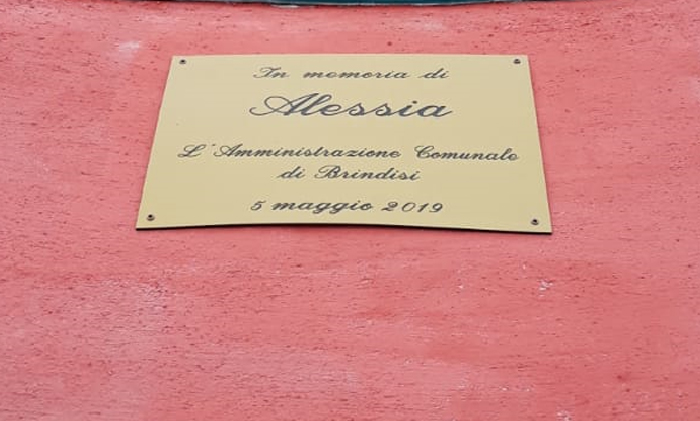 In memoria di
Alessia
L'Amministrazione Comunale
di Brindisi
5 maggio 2019